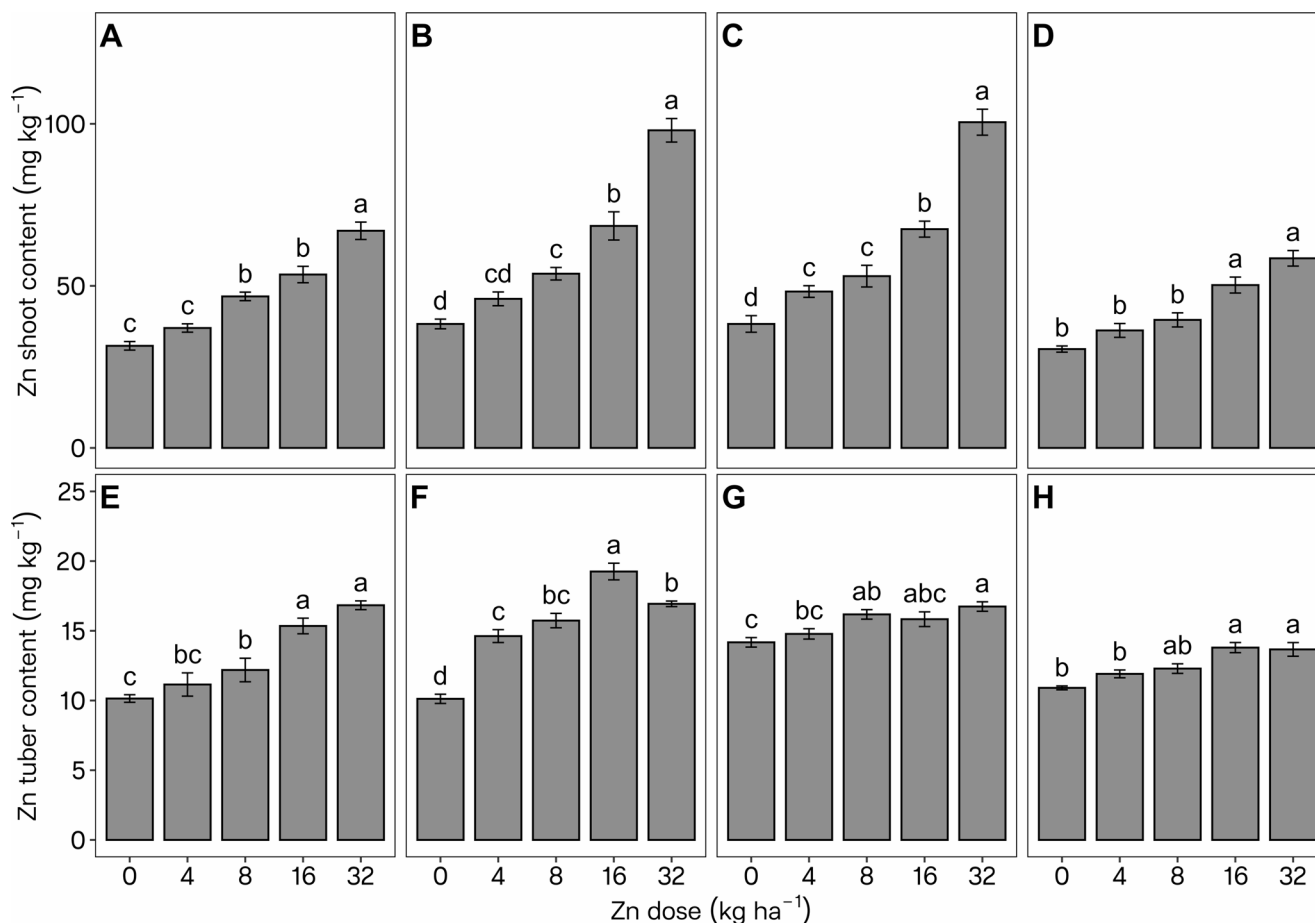 A
B
C
D
Zn shoot content (mg kg⁻¹)
100
50
0
c
c
b
b
a
d
cd
c
b
a
d
c
c
b
a
b
b
b
a
a
E
F
G
H
Zn tuber content (mg kg⁻¹)
25
20
15
10
5
0
c
bc
b
a
a
d
c
bc
a
b
c
bc
ab
abc
a
b
b
ab
a
a
0 4 8 16 32
0 4 8 16 32
0 4 8 16 32
0 4 8 16 32
Zn dose (kg ha⁻¹)